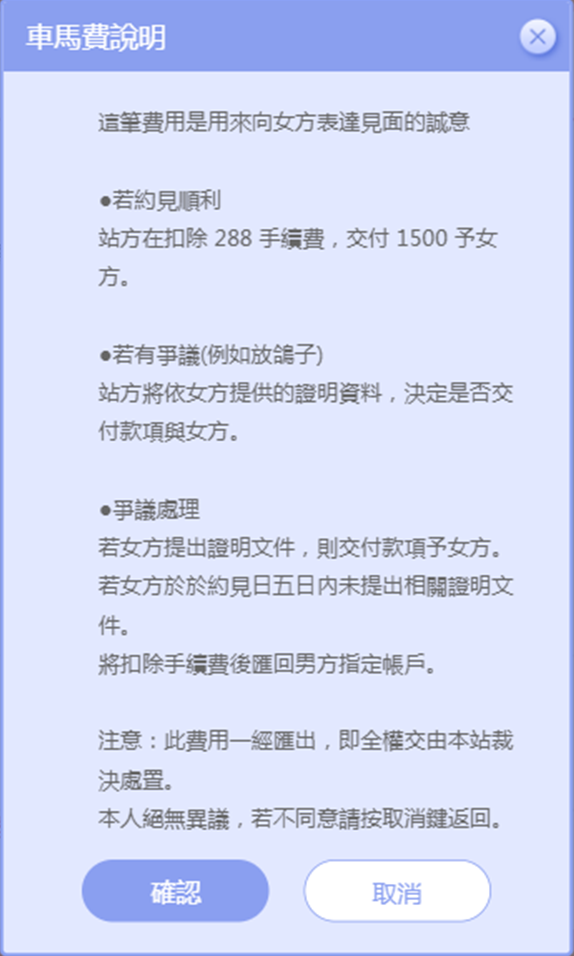 車馬費說明
這筆費用是用來向女方表達見面的誠意
●若約見順利
站方在扣除 288 手續費，交付 1500 予女
方。
●若有爭議(例如放鴿子)
站方將依女方提供的證明資料，決定是否交
付款項與女方。
●爭議處理
若女方提出證明文件，則交付款項予女方。
若女方於於約見日五日內未提出相關證明文
件。
將扣除手續費後匯回男方指定帳戶。
注意：此費用一經匯出，即全權交由本站裁
決處置。
本人絕無異議，若不同意請按取消鍵返回。
確認
取消